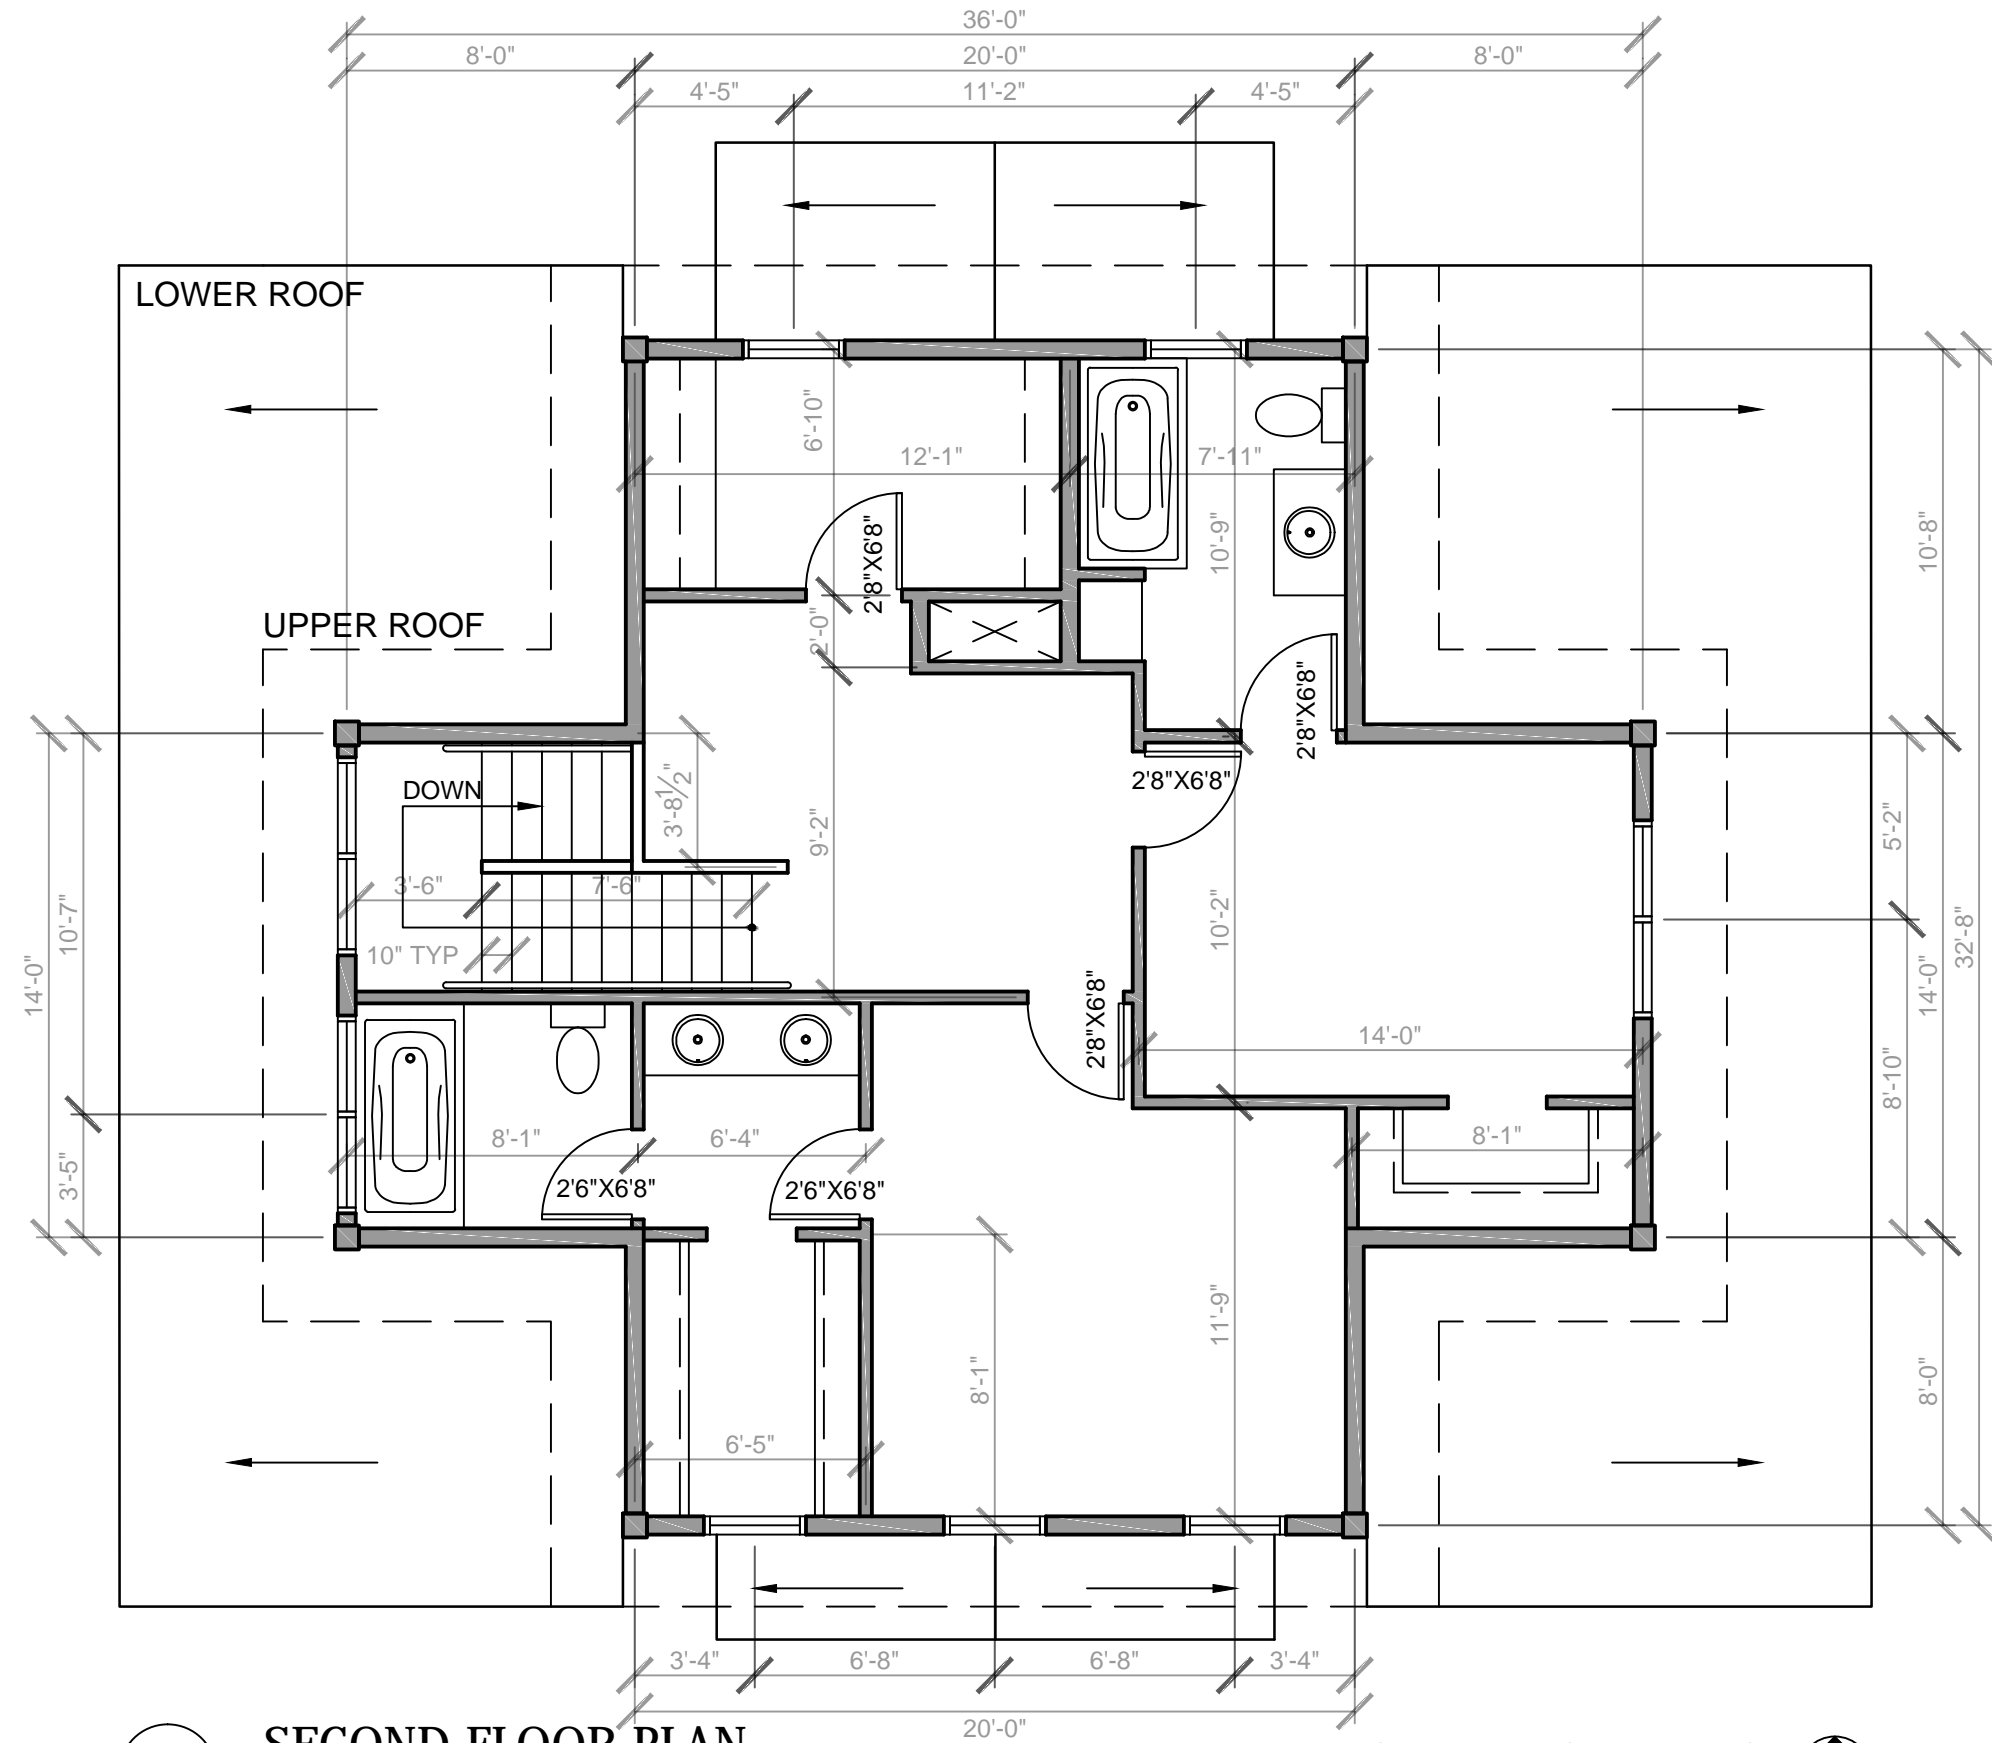 36'-0"
8'-0" 20'-0" 8'-0"
4'-5" 11'-2" 4'-5"
LOWER ROOF
6'-10"
12'-1" 7'-11"
2'8"X6'8"
10'-9"
10'-8"
UPPER ROOF
2'-0"
2'8"X6'8"
2'8"X6'8"
DOWN
3'-8 1/2"
9'-2"
5'-2"
3'-6" 7'-6"
10'-7"
10" TYP
10'-2"
32'-8"
14'-0"
14'-0"
2'8"X6'8"
14'-0"
8'-10"
8'-1" 6'-4" 8'-1"
3'-5"
2'6"X6'8" 2'6"X6'8"
11'-9"
8'-1"
8'-0"
6'-5"
3'-4" 6'-8" 6'-8" 3'-4"
20'-0"
SECOND FLOOR PLAN